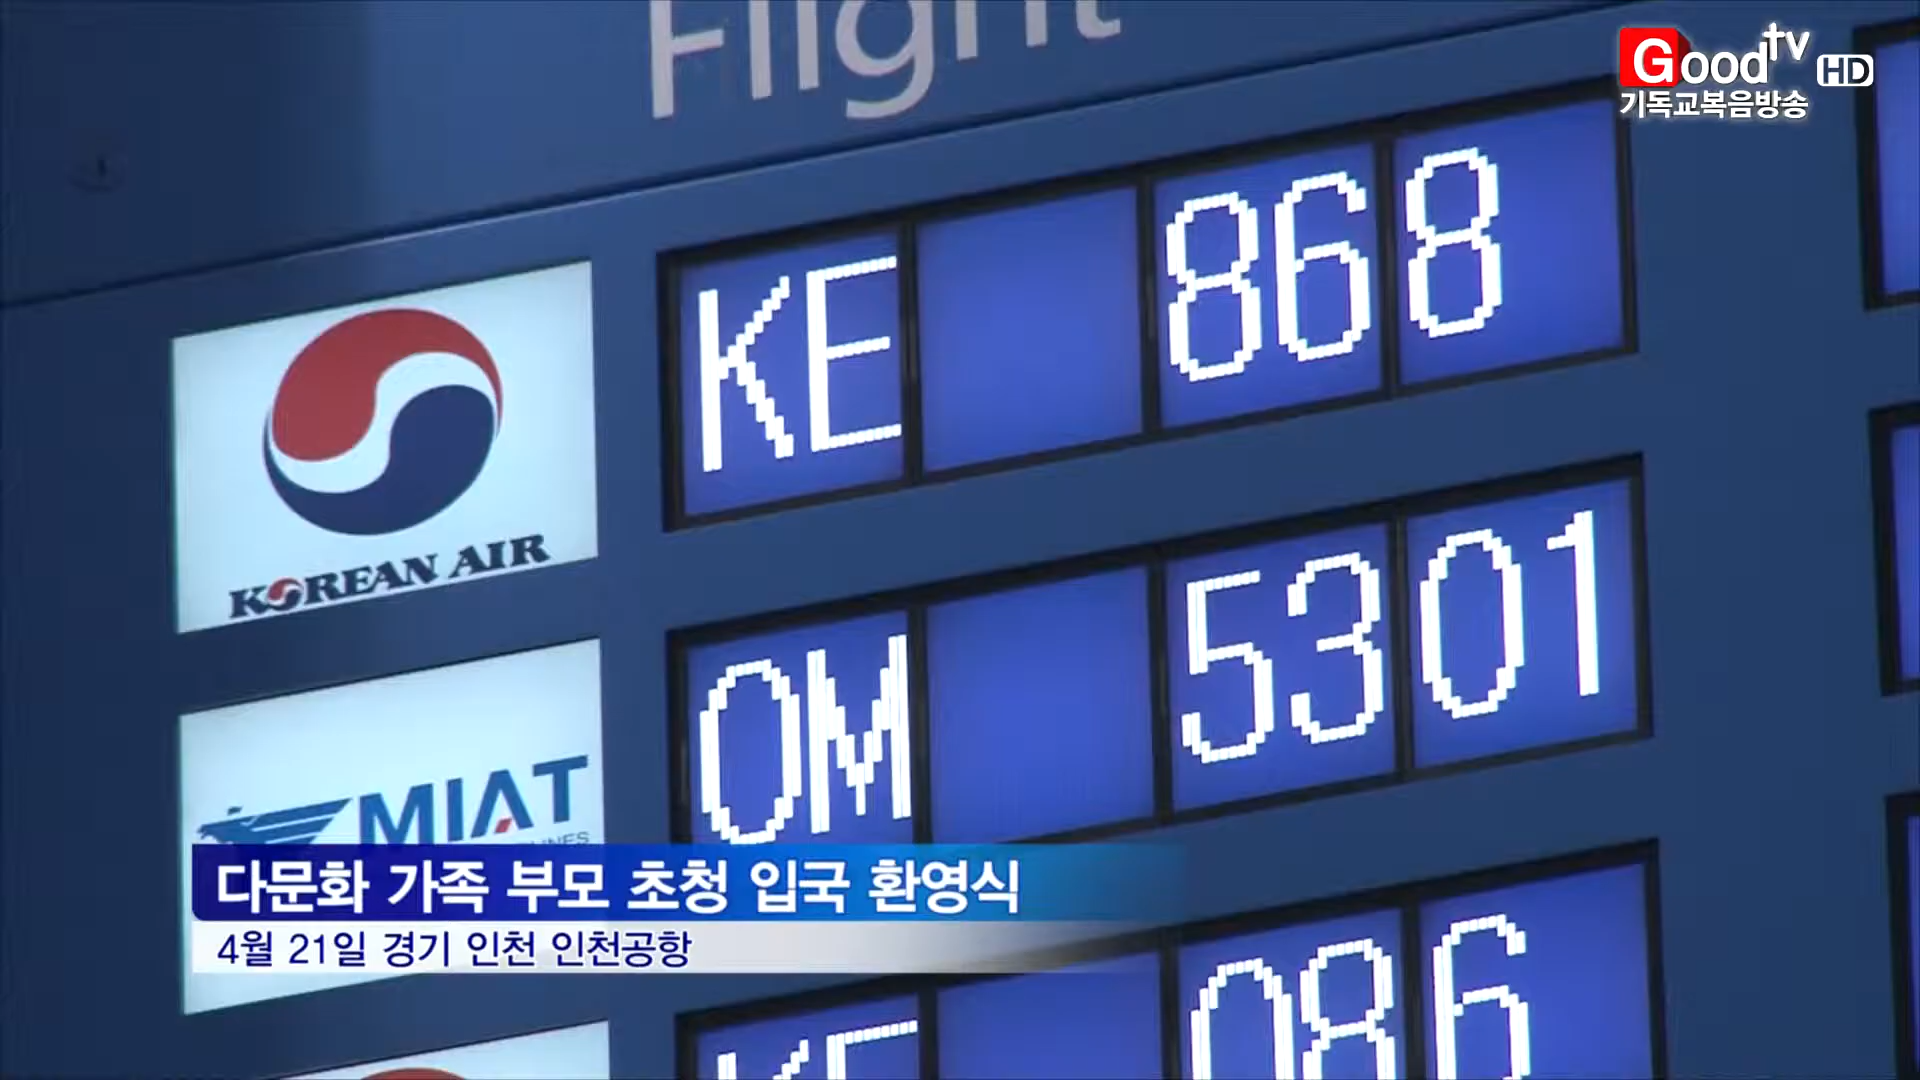 Flight
Good tv HD
기독교복음방송
KE 868
KOREAN AIR
OM 5301
MIAT
다문화 가족 부모 초청 입국 환영식
4월 21일 경기 인천 인천공항
KE 086